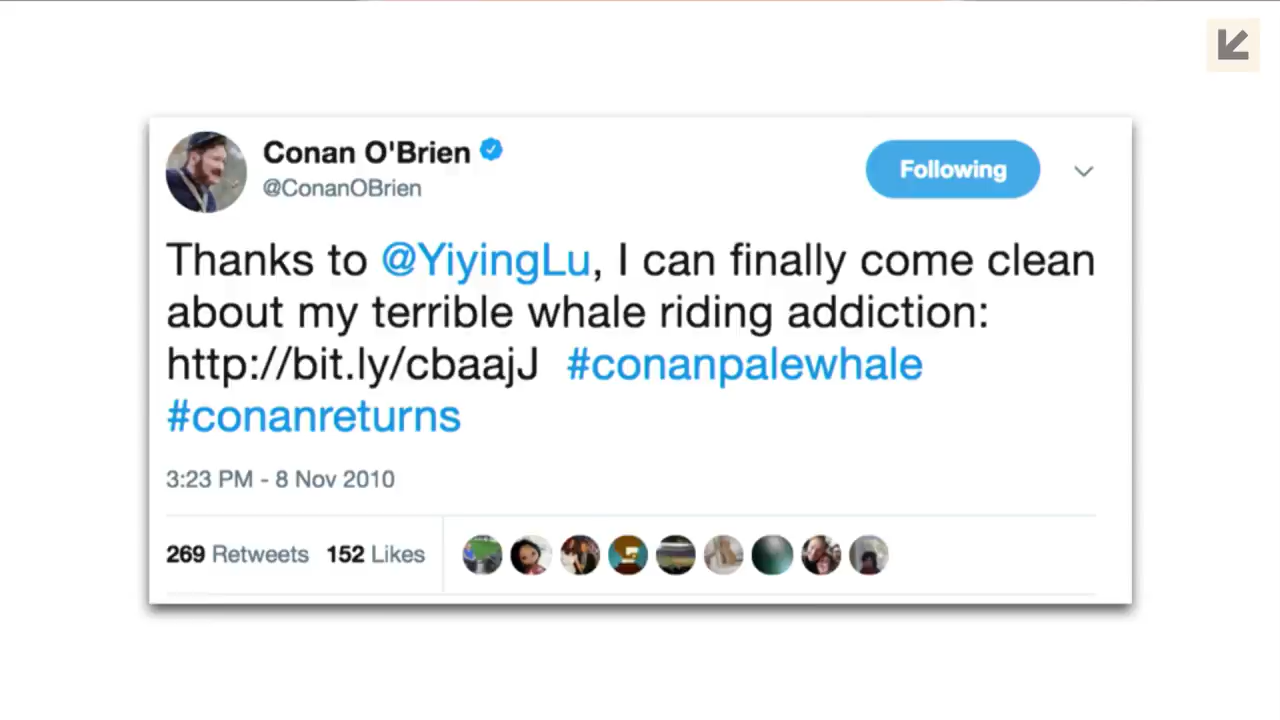 Conan O'Brien
@ConanOBrien
Following
Thanks to @YiyingLu, I can finally come clean
about my terrible whale riding addiction:
http://bit.ly/cbaajJ #conanpalewhale
#conanreturns
3:23 PM - 8 Nov 2010
269 Retweets 152 Likes